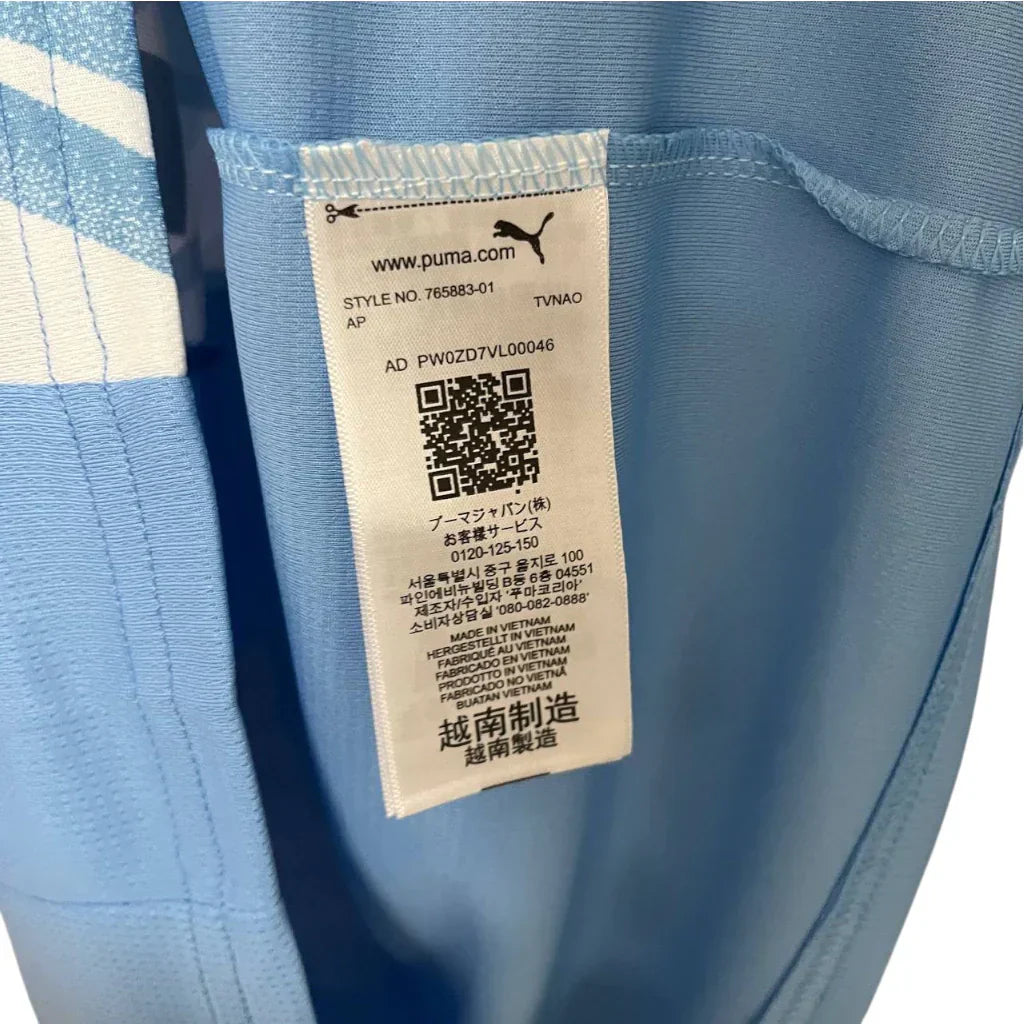 www.puma.com
STYLE NO. 765883-01
AP
TVNAO
AD PW0ZD7VL00046
プーマジャパン(株)
お客様サービス
0120-125-150
서울특별시 중구 을지로 100
파인에비뉴빌딩 B동 6층 04551
제조자/수입자 '푸마코리아'
소비자상담실 '080-082-0888'
MADE IN VIETNAM
HERGESTELLT IN VIETNAM
FABRIQUÉ AU VIETNAM
FABRICADO EN VIETNAM
PRODOTTO IN VIETNAM
FABRICADO NO VIETNÃ
BUATAN VIETNAM
越南制造
越南製造